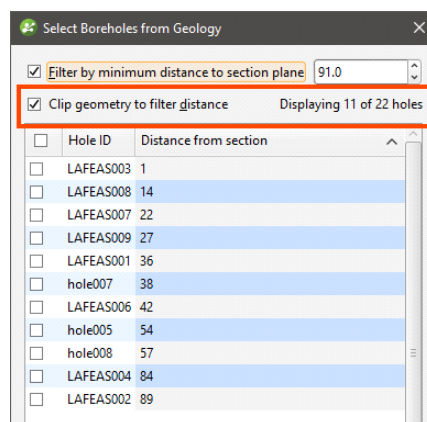 Select Boreholes from Geology
Filter by minimum distance to section plane 91.0
Clip geometry to filter distance Displaying 11 of 22 holes
Hole ID Distance from section
LAFEAS003 1
LAFEAS008 14
LAFEAS007 22
LAFEAS009 27
LAFEAS001 36
hole007 38
LAFEAS006 42
hole005 54
hole008 57
LAFEAS004 84
LAFEAS002 89